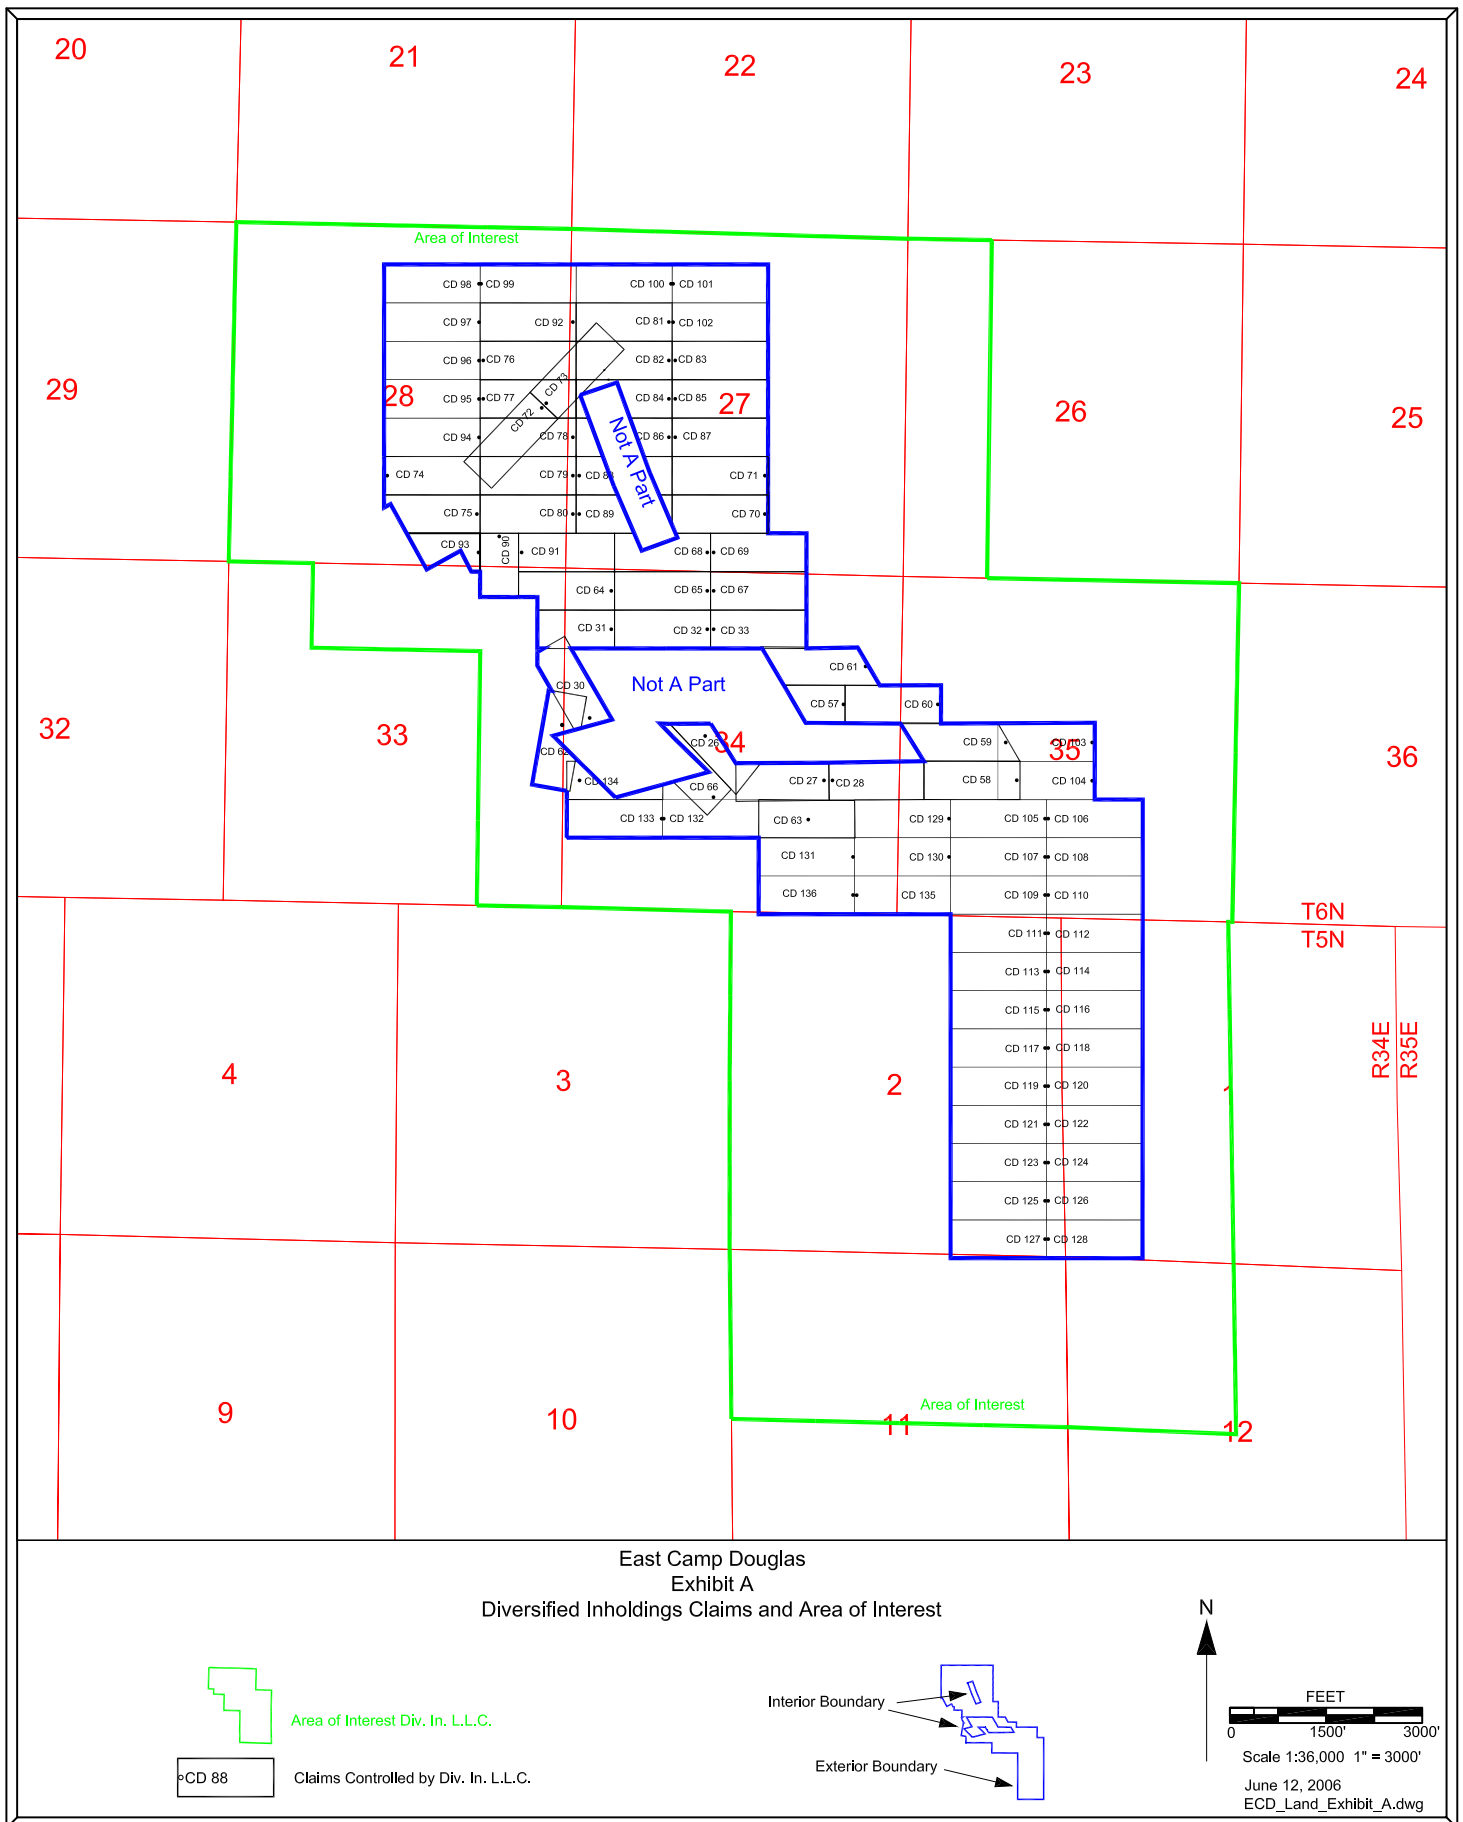 20
21
22
23
24
Area of Interest
CD 98 CD 99 CD 100 CD 101
CD 97 CD 92 CD 81 CD 102
CD 96 CD 76 CD 82 CD 83
29
28
CD 95 CD 77 CD 72 CD 73 CD 84 CD 85
27
26
25
CD 94 CD 78 Not A Part CD 86 CD 87
CD 74 CD 79 CD 71
CD 75 CD 80 CD 89 CD 70
CD 93 CD 90 CD 91 CD 68 CD 69
CD 64 CD 65 CD 67
CD 31 CD 32 CD 33
CD 61
CD 30 Not A Part
CD 57 CD 60
32
33
CD 62 CD 26 34 CD 59 35 CD 103
36
CD 134 CD 66 CD 27 CD 28 CD 58 CD 104
CD 133 CD 132 CD 63 CD 129 CD 105 CD 106
CD 131 CD 130 CD 107 CD 108
CD 136 CD 135 CD 109 CD 110
T6N
T5N
CD 111 CD 112
CD 113 CD 114
CD 115 CD 116
R34E
R35E
CD 117 CD 118
4
3
2
1
CD 119 CD 120
CD 121 CD 122
CD 123 CD 124
CD 125 CD 126
CD 127 CD 128
Area of Interest
9
10
11
12
East Camp Douglas
Exhibit A
Diversified Inholdings Claims and Area of Interest
Area of Interest Div. In. L.L.C.
CD 88
Claims Controlled by Div. In. L.L.C.
Interior Boundary
Exterior Boundary
N
FEET
0 1500' 3000'
Scale 1:36,000 1" = 3000'
June 12, 2006
ECD_Land_Exhibit_A.dwg